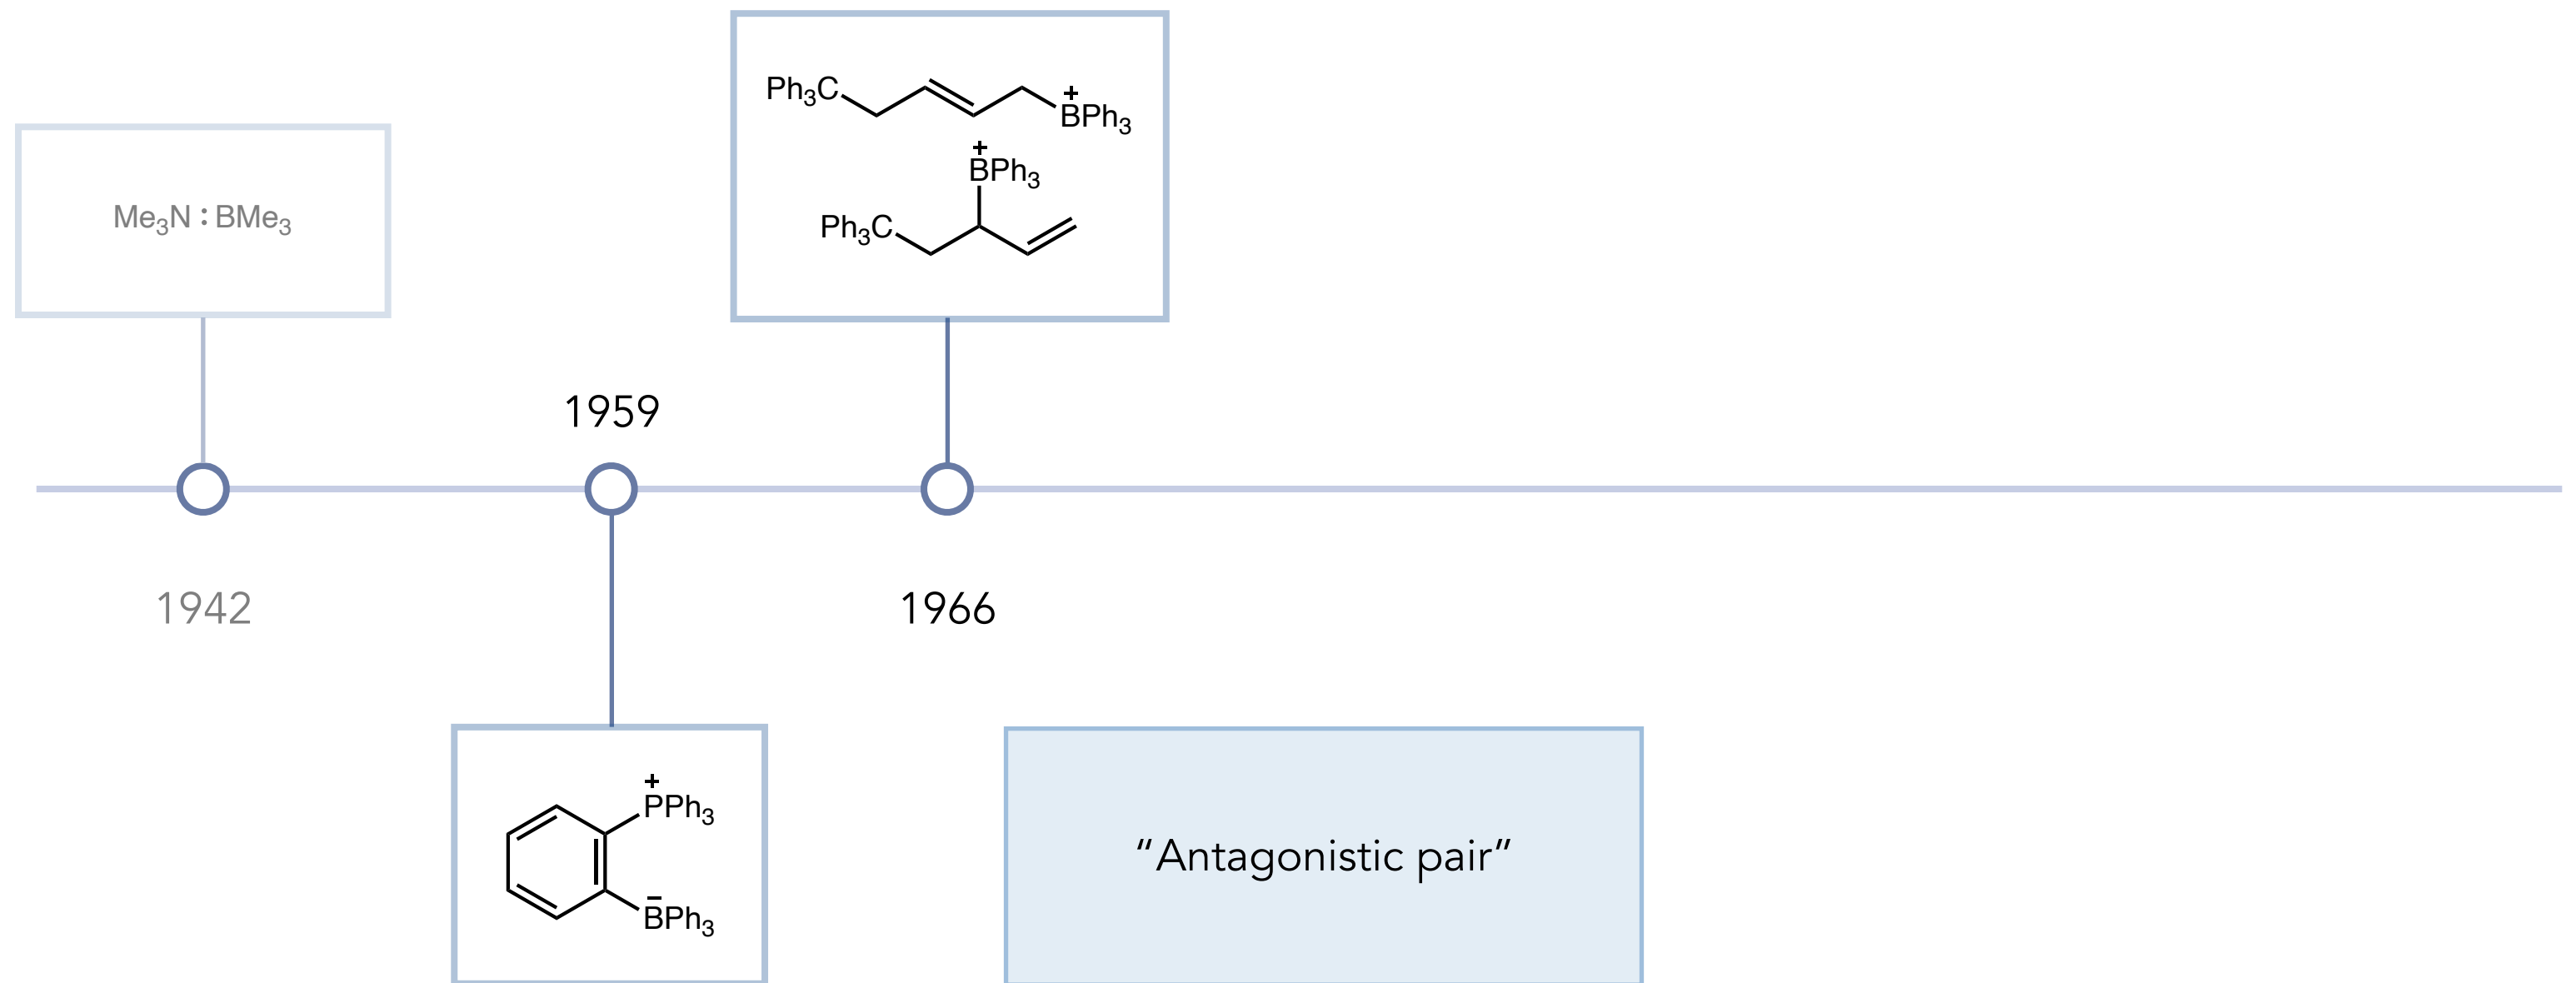 Ph₃C
⁺BPh₃
⁺BPh₃
Ph₃C
Me₃N:BMe₃
1959
1942
1966
⁺PPh₃
⁻BPh₃
“Antagonistic pair”